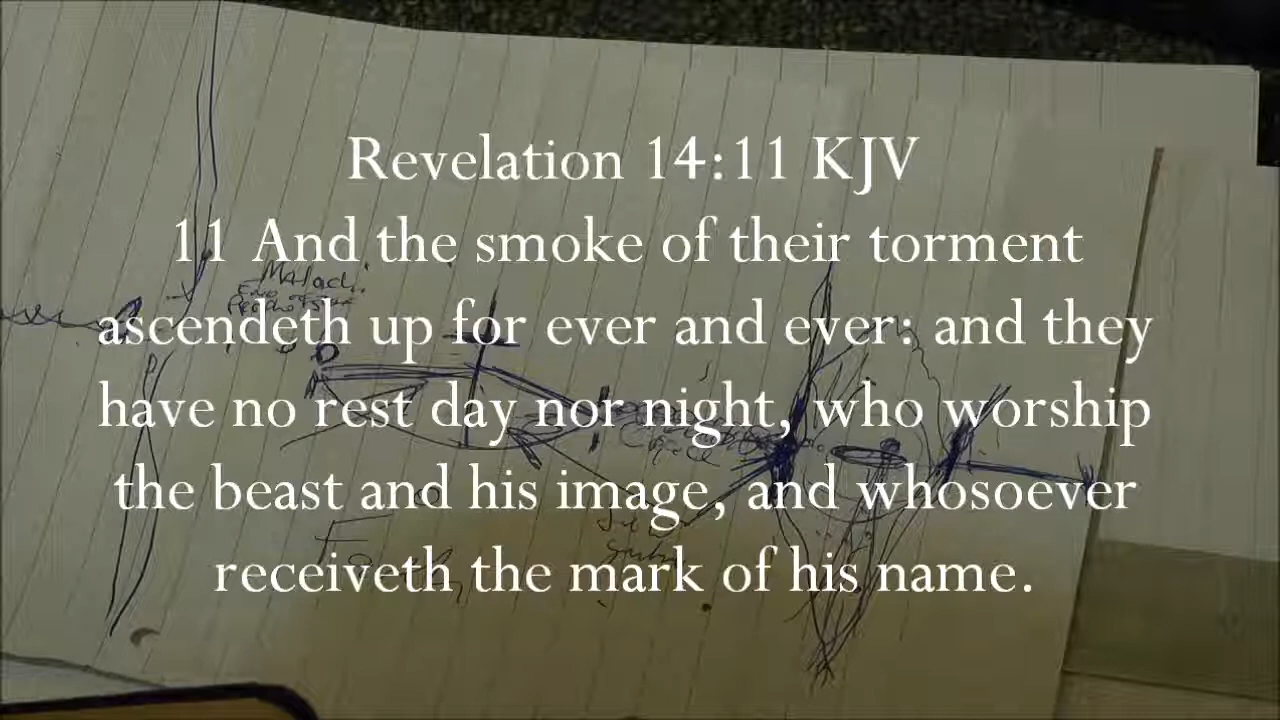 Revelation 14:11 KJV
11 And the smoke of their torment
ascendeth up for ever and ever: and they
have no rest day nor night, who worship
the beast and his image, and whosoever
receiveth the mark of his name.
Malachi